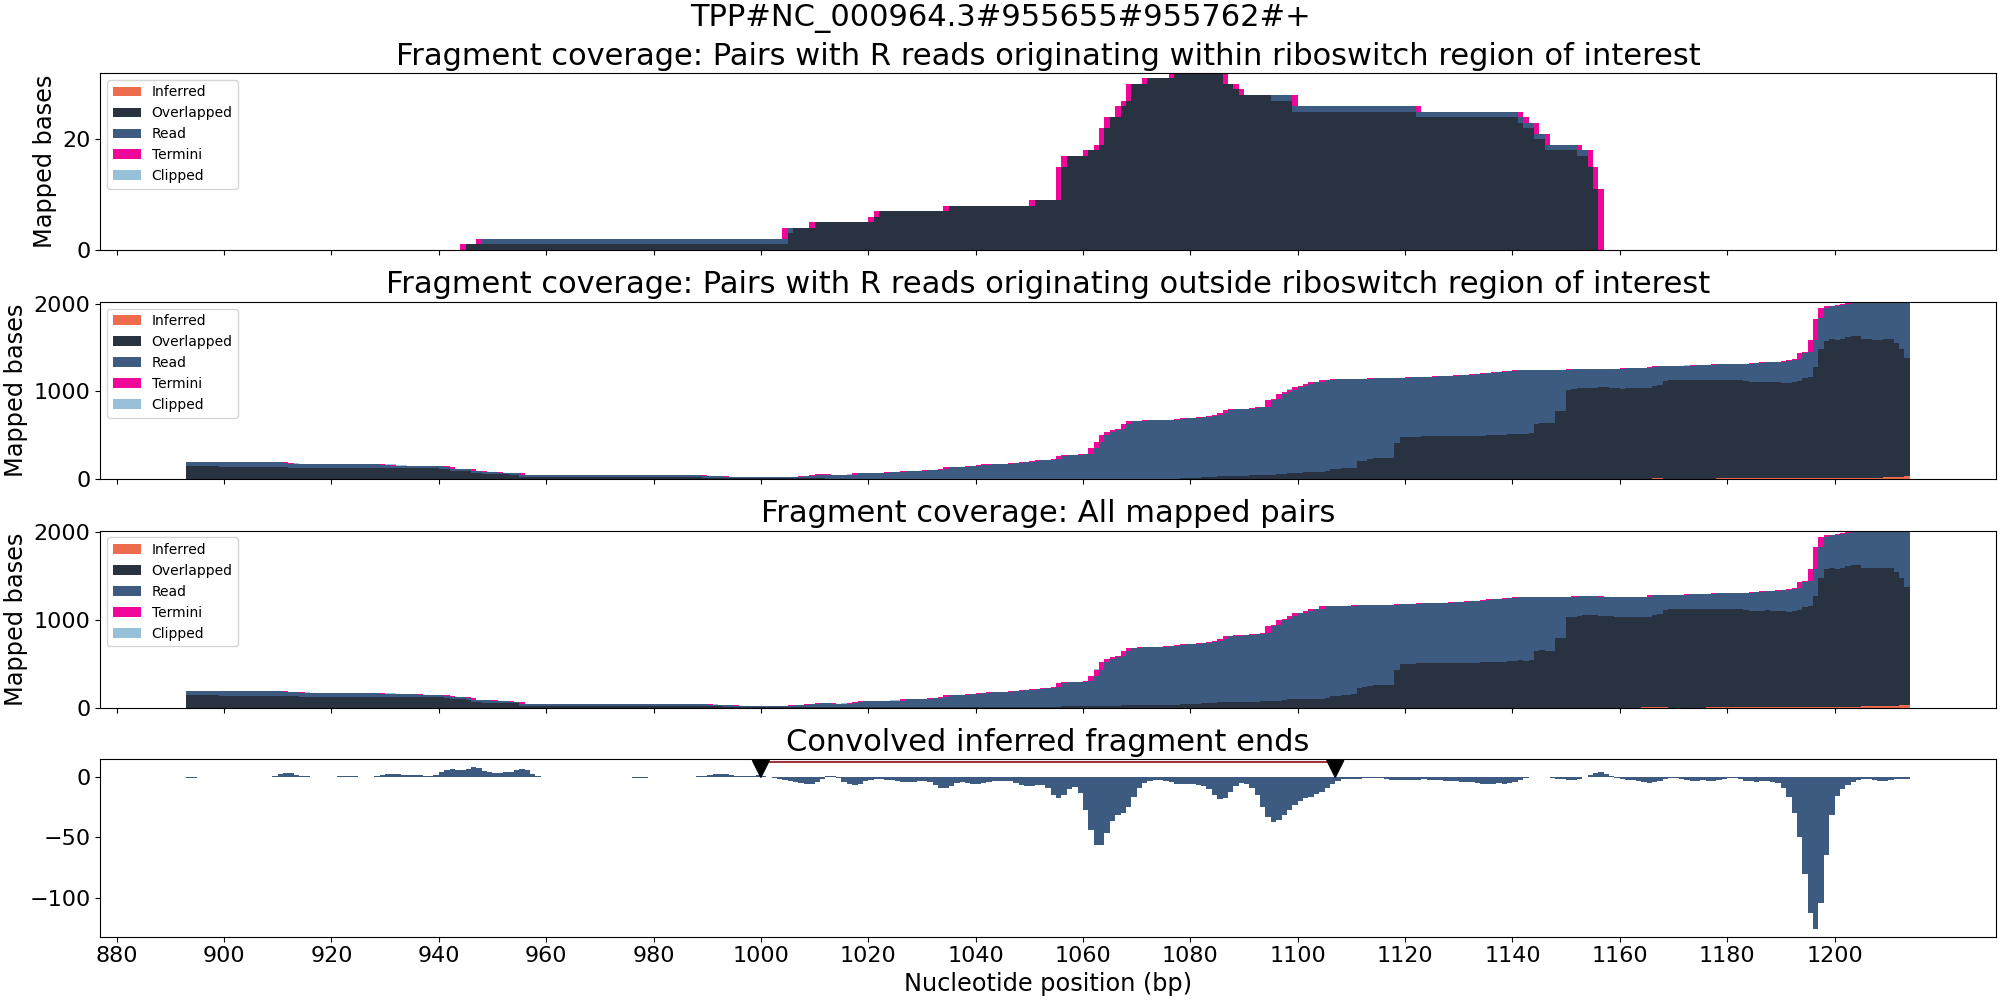 TPP#NC_000964.3#955655#955762#+
Fragment coverage: Pairs with R reads originating within riboswitch region of interest
Mapped bases
20
0
Inferred
Overlapped
Read
Termini
Clipped
Fragment coverage: Pairs with R reads originating outside riboswitch region of interest
Mapped bases
2000
1000
0
Inferred
Overlapped
Read
Termini
Clipped
Fragment coverage: All mapped pairs
Mapped bases
2000
1000
0
Inferred
Overlapped
Read
Termini
Clipped
Convolved inferred fragment ends
0
−50
−100
880 900 920 940 960 980 1000 1020 1040 1060 1080 1100 1120 1140 1160 1180 1200
Nucleotide position (bp)